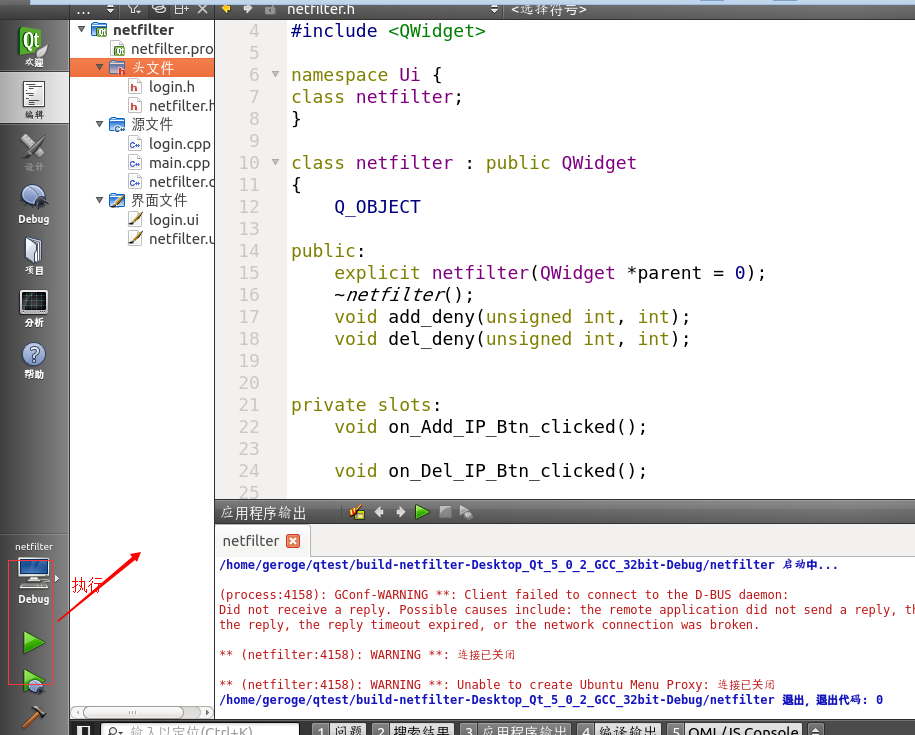 ... netfilter.h <选择符号>
Qt
欢迎
编辑
设计
Debug
项目
分析
帮助
netfilter
Debug
netfilter
netfilter.pro
头文件
login.h
netfilter.h
源文件
login.cpp
main.cpp
netfilter.c
界面文件
login.ui
netfilter.u
执行
4 #include <QWidget>
5
6 namespace Ui {
7 class netfilter;
8 }
9
10 class netfilter : public QWidget
11 {
12 Q_OBJECT
13
14 public:
15 explicit netfilter(QWidget *parent = 0);
16 ~netfilter();
17 void add_deny(unsigned int, int);
18 void del_deny(unsigned int, int);
19
20
21 private slots:
22 void on_Add_IP_Btn_clicked();
23
24 void on_Del_IP_Btn_clicked();
25
应用程序输出
netfilter
/home/geroge/qtest/build-netfilter-Desktop_Qt_5_0_2_GCC_32bit-Debug/netfilter 启动中...
(process:4158): GConf-WARNING **: Client failed to connect to the D-BUS daemon:
Did not receive a reply. Possible causes include: the remote application did not send a reply, th
the reply, the reply timeout expired, or the network connection was broken.
** (netfilter:4158): WARNING **: 连接已关闭
** (netfilter:4158): WARNING **: Unable to create Ubuntu Menu Proxy: 连接已关闭
/home/geroge/qtest/build-netfilter-Desktop_Qt_5_0_2_GCC_32bit-Debug/netfilter 退出, 退出代码: 0
输入以定位(Ctrl+K) 1 问题 2 搜索结果 3 应用程序输出 4 编译输出 5 QML/JS Console